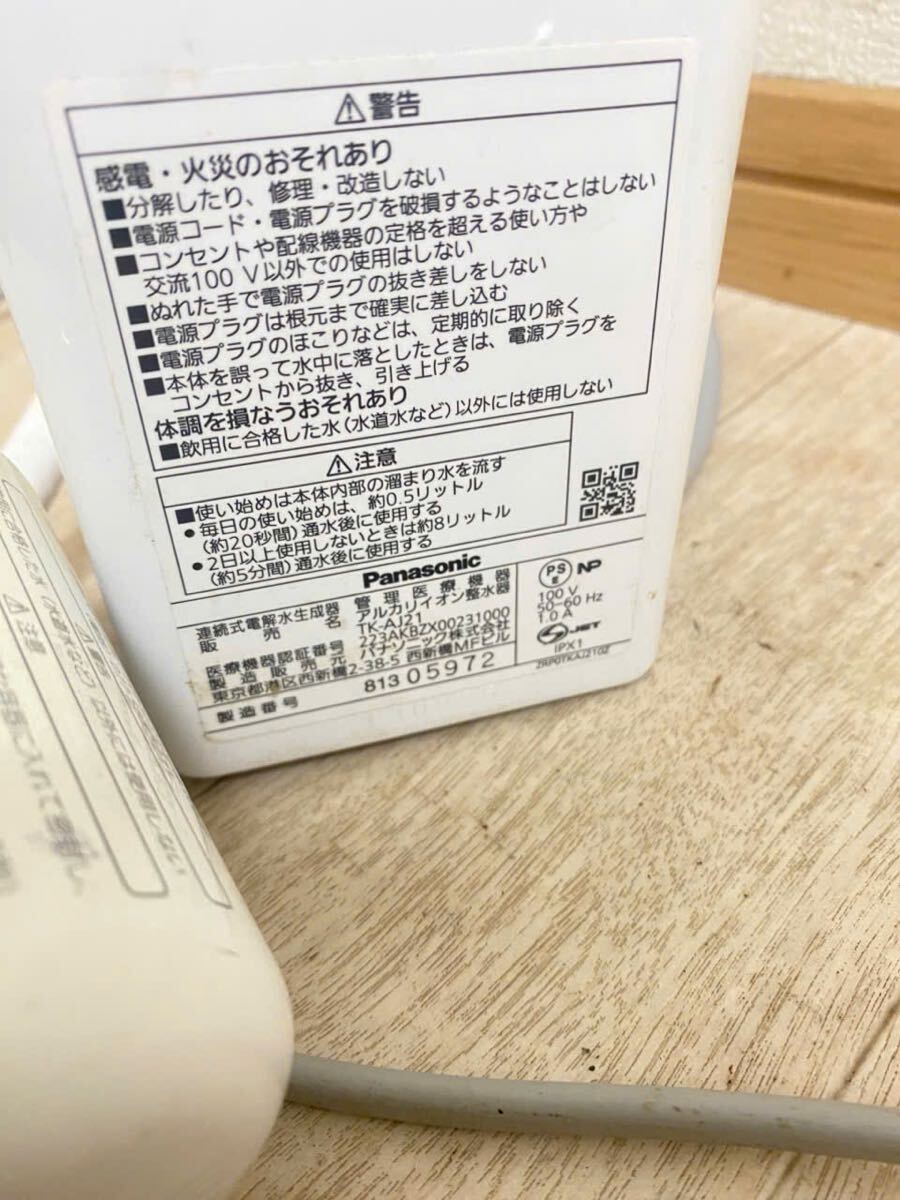 ⚠警告
感電・火災のおそれあり
■分解したり、修理・改造しない
■電源コード・電源プラグを破損するようなことはしない
■コンセントや配線機器の定格を超える使い方や
交流100 V以外での使用はしない
■ぬれた手で電源プラグの抜き差しをしない
■電源プラグは根元まで確実に差し込む
■電源プラグのほこりなどは、定期的に取り除く
■本体を誤って水中に落としたときは、電源プラグを
コンセントから抜き、引き上げる
体調を損なうおそれあり
■飲用に合格した水(水道水など)以外には使用しない
⚠注意
■使い始めは本体内部の溜まり水を流す
●毎日の使い始めは、約0.5リットル
(約20秒間)通水後に使用する
●2日以上使用しないときは約8リットル
(約5分間)通水後に使用する
Panasonic
管理医療機器
連続式電解水生成器 アルカリイオン整水器
販売名 TK-AJ21
医療機器認証番号 223AKBZX00231000
製造販売元 パナソニック株式会社
東京都港区西新橋2-38-5 西新橋MFビル
製造番号 813 05972
PS E NP
100 V
50-60 Hz
1.0 A
JET
IPX1
ZRP0TKAJ210Z
⚠注意